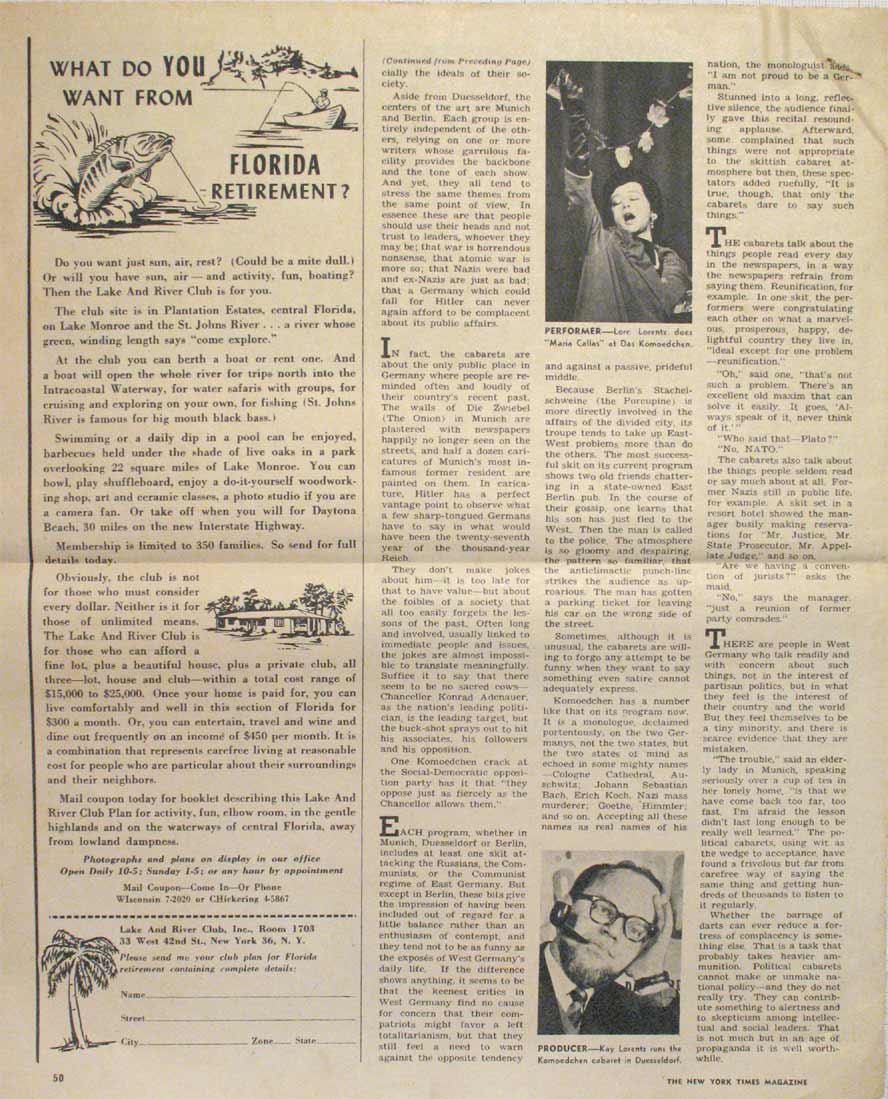 WHAT DO YOU
WANT FROM
FLORIDA
RETIREMENT?
Do you want just sun, air, rest? (Could be a mite dull.)
Or will you have sun, air — and activity, fun, boating?
Then the Lake And River Club is for you.
The club site is in Plantation Estates, central Florida,
on Lake Monroe and the St. Johns River . . . a river whose
green, winding length says "come explore."
At the club you can berth a boat or rent one. And
a boat will open the whole river for trips north into the
Intracoastal Waterway, for water safaris with groups, for
cruising and exploring on your own, for fishing (St. Johns
River is famous for big mouth black bass.)
Swimming or a daily dip in a pool can be enjoyed,
barbecues held under the shade of live oaks in a park
overlooking 22 square miles of Lake Monroe. You can
bowl, play shuffleboard, enjoy a do-it-yourself woodwork-
ing shop, art and ceramic classes, a photo studio if you are
a camera fan. Or take off when you will for Daytona
Beach, 30 miles on the new Interstate Highway.
Membership is limited to 350 families. So send for full
details today.
Obviously, the club is not
for those who must consider
every dollar. Neither is it for
those of unlimited means.
The Lake And River Club is
for those who can afford a
fine lot, plus a beautiful house, plus a private club, all
three—lot, house and club—within a total cost range of
$15,000 to $25,000. Once your home is paid for, you can
live comfortably and well in this section of Florida for
$300 a month. Or, you can entertain, travel and wine and
dine out frequently on an income of $450 per month. It is
a combination that represents carefree living at reasonable
cost for people who are particular about their surroundings
and their neighbors.
Mail coupon today for booklet describing this Lake And
River Club Plan for activity, fun, elbow room, in the gentle
highlands and on the waterways of central Florida, away
from lowland dampness.
Photographs and plans on display in our office
Open Daily 10-5; Sunday 1-5; or any hour by appointment
Mail Coupon—Come In—Or Phone
WIsconsin 7-2020 or CHickering 4-5867
Lake And River Club, Inc., Room 1703
33 West 42nd St., New York 36, N. Y.
Please send me your club plan for Florida
retirement containing complete details:
Name
Street
City Zone State
50
(Continued from Preceding Page)
cially the ideals of their so-
ciety.
Aside from Duesseldorf, the
centers of the art are Munich
and Berlin. Each group is en-
tirely independent of the oth-
ers, relying on one or more
writers whose garrulous fa-
cility provides the backbone
and the tone of each show.
And yet, they all tend to
stress the same themes from
the same point of view. In
essence these are that people
should use their heads and not
trust to leaders, whoever they
may be; that war is horrendous
nonsense, that atomic war is
more so; that Nazis were bad
and ex-Nazis are just as bad;
that a Germany which could
fall for Hitler can never
again afford to be complacent
about its public affairs.
IN fact, the cabarets are
about the only public place in
Germany where people are re-
minded often and loudly of
their country's recent past.
The walls of Die Zwiebel
(The Onion) in Munich are
plastered with newspapers
happily no longer seen on the
streets, and half a dozen cari-
catures of Munich's most in-
famous former resident are
painted on them. In carica-
ture, Hitler has a perfect
vantage point to observe what
a few sharp-tongued Germans
have to say in what would
have been the twenty-seventh
year of the thousand-year
Reich.
They don't make jokes
about him—it is too late for
that to have value—but about
the foibles of a society that
all too easily forgets the les-
sons of the past. Often long
and involved, usually linked to
immediate people and issues,
the jokes are almost impossi-
ble to translate meaningfully.
Suffice it to say that there
seem to be no sacred cows—
Chancellor Konrad Adenauer,
as the nation's leading politi-
cian, is the leading target, but
the buck-shot sprays out to hit
his associates, his followers
and his opposition.
One Komoedchen crack at
the Social-Democratic opposi-
tion party has it that "they
oppose just as fiercely as the
Chancellor allows them."
EACH program, whether in
Munich, Duesseldorf or Berlin,
includes at least one skit at-
tacking the Russians, the Com-
munists, or the Communist
regime of East Germany. But
except in Berlin, these bits give
the impression of having been
included out of regard for a
little balance rather than an
enthusiasm of contempt, and
they tend not to be as funny as
the exposés of West Germany's
daily life. If the difference
shows anything, it seems to be
that the keenest critics in
West Germany find no cause
for concern that their com-
patriots might favor a left
totalitarianism, but that they
still feel a need to warn
against the opposite tendency
PERFORMER—Lore Lorentz does
"Maria Callas" at Das Komoedchen.
and against a passive, prideful
middle.
Because Berlin's Stachel-
schweine (the Porcupine) is
more directly involved in the
affairs of the divided city, its
troupe tends to take up East-
West problems more than do
the others. The most success-
ful skit on its current program
shows two old friends chatter-
ing in a state-owned East
Berlin pub. In the course of
their gossip, one learns that
his son has just fled to the
West. Then the man is called
to the police. The atmosphere
is so gloomy and despairing,
the pattern so familiar, that
the anticlimactic punch-line
strikes the audience as up-
roarious. The man has gotten
a parking ticket for leaving
his car on the wrong side of
the street.
Sometimes, although it is
unusual, the cabarets are will-
ing to forgo any attempt to be
funny when they want to say
something even satire cannot
adequately express.
Komoedchen has a number
like that on its program now.
It is a monologue, declaimed
portentously, on the two Ger-
manys, not the two states, but
the two states of mind as
echoed in some mighty names
—Cologne Cathedral, Au-
schwitz; Johann Sebastian
Bach, Erich Koch, Nazi mass
murderer; Goethe, Himmler;
and so on. Accepting all these
names as real names of his
PRODUCER—Kay Lorentz runs the
Komoedchen cabaret in Duesseldorf.
nation, the monologuist ends,
"I am not proud to be a Ger-
man."
Stunned into a long, reflec-
tive silence, the audience final-
ly gave this recital resound-
ing applause. Afterward,
some complained that such
things were not appropriate
to the skittish cabaret at-
mosphere but then, these spec-
tators added ruefully, "It is
true, though, that only the
cabarets dare to say such
things."
THE cabarets talk about the
things people read every day
in the newspapers, in a way
the newspapers refrain from
saying them. Reunification, for
example. In one skit, the per-
formers were congratulating
each other on what a marvel-
ous, prosperous, happy, de-
lightful country they live in,
"ideal except for one problem
—reunification."
"Oh," said one, "that's not
such a problem. There's an
excellent old maxim that can
solve it easily. It goes, 'Al-
ways speak of it, never think
of it.'"
"Who said that—Plato?"
"No, NATO."
The cabarets also talk about
the things people seldom read
or say much about at all. For-
mer Nazis still in public life,
for example. A skit set in a
resort hotel showed the man-
ager busily making reserva-
tions for "Mr. Justice, Mr.
State Prosecutor, Mr. Appel-
late Judge," and so on.
"Are we having a conven-
tion of jurists?" asks the
maid.
"No," says the manager,
"just a reunion of former
party comrades."
THERE are people in West
Germany who talk readily and
with concern about such
things, not in the interest of
partisan politics, but in what
they feel is the interest of
their country and the world
But they feel themselves to be
a tiny minority, and there is
scarce evidence that they are
mistaken.
"The trouble," said an elder-
ly lady in Munich, speaking
seriously over a cup of tea in
her lonely home, "is that we
have come back too far, too
fast. I'm afraid the lesson
didn't last long enough to be
really well learned." The po-
litical cabarets, using wit as
the wedge to acceptance, have
found a frivolous but far from
carefree way of saying the
same thing and getting hun-
dreds of thousands to listen to
it regularly.
Whether the barrage of
darts can ever reduce a for-
tress of complacency is some-
thing else. That is a task that
probably takes heavier am-
munition. Political cabarets
cannot make or unmake na-
tional policy—and they do not
really try. They can contrib-
ute something to alertness and
to skepticism among intellec-
tual and social leaders. That
is not much but in an age of
propaganda it is well worth-
while.
THE NEW YORK TIMES MAGAZINE